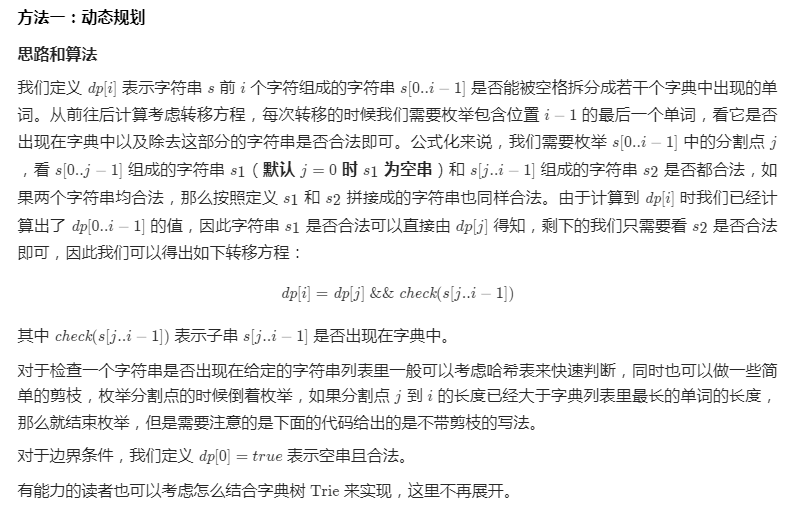 方法一：动态规划
思路和算法
我们定义 dp[i] 表示字符串 s 前 i 个字符组成的字符串 s[0..i − 1] 是否能被空格拆分成若干个字典中出现的单
词。从前往后计算考虑转移方程，每次转移的时候我们需要枚举包含位置 i − 1 的最后一个单词，看它是否
出现在字典中以及除去这部分的字符串是否合法即可。公式化来说，我们需要枚举 s[0..i − 1] 中的分割点 j
，看 s[0..j − 1] 组成的字符串 s1（默认 j = 0 时 s1 为空串）和 s[j..i − 1] 组成的字符串 s2 是否都合法，如
果两个字符串均合法，那么按照定义 s1 和 s2 拼接成的字符串也同样合法。由于计算到 dp[i] 时我们已经计
算出了 dp[0..i − 1] 的值，因此字符串 s1 是否合法可以直接由 dp[j] 得知，剩下的我们只需要看 s2 是否合法
即可，因此我们可以得出如下转移方程：
dp[i] = dp[j] && check(s[j..i − 1])
其中 check(s[j..i − 1]) 表示子串 s[j..i − 1] 是否出现在字典中。
对于检查一个字符串是否出现在给定的字符串列表里一般可以考虑哈希表来快速判断，同时也可以做一些简
单的剪枝，枚举分割点的时候倒着枚举，如果分割点 j 到 i 的长度已经大于字典列表里最长的单词的长度，
那么就结束枚举，但是需要注意的是下面的代码给出的是不带剪枝的写法。
对于边界条件，我们定义 dp[0] = true 表示空串且合法。
有能力的读者也可以考虑怎么结合字典树 Trie 来实现，这里不再展开。